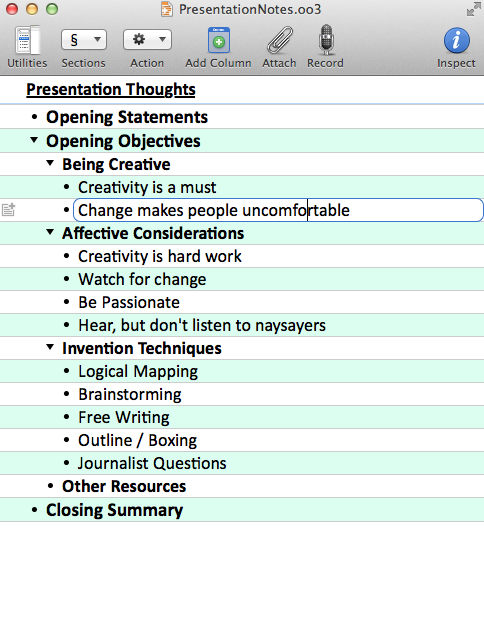 PresentationNotes.oo3
§
Utilities Sections Action Add Column Attach Record Inspect
Presentation Thoughts
• Opening Statements
▼ Opening Objectives
▼ Being Creative
• Creativity is a must
• Change makes people uncomfortable
▼ Affective Considerations
• Creativity is hard work
• Watch for change
• Be Passionate
• Hear, but don't listen to naysayers
▼ Invention Techniques
• Logical Mapping
• Brainstorming
• Free Writing
• Outline / Boxing
• Journalist Questions
• Other Resources
• Closing Summary